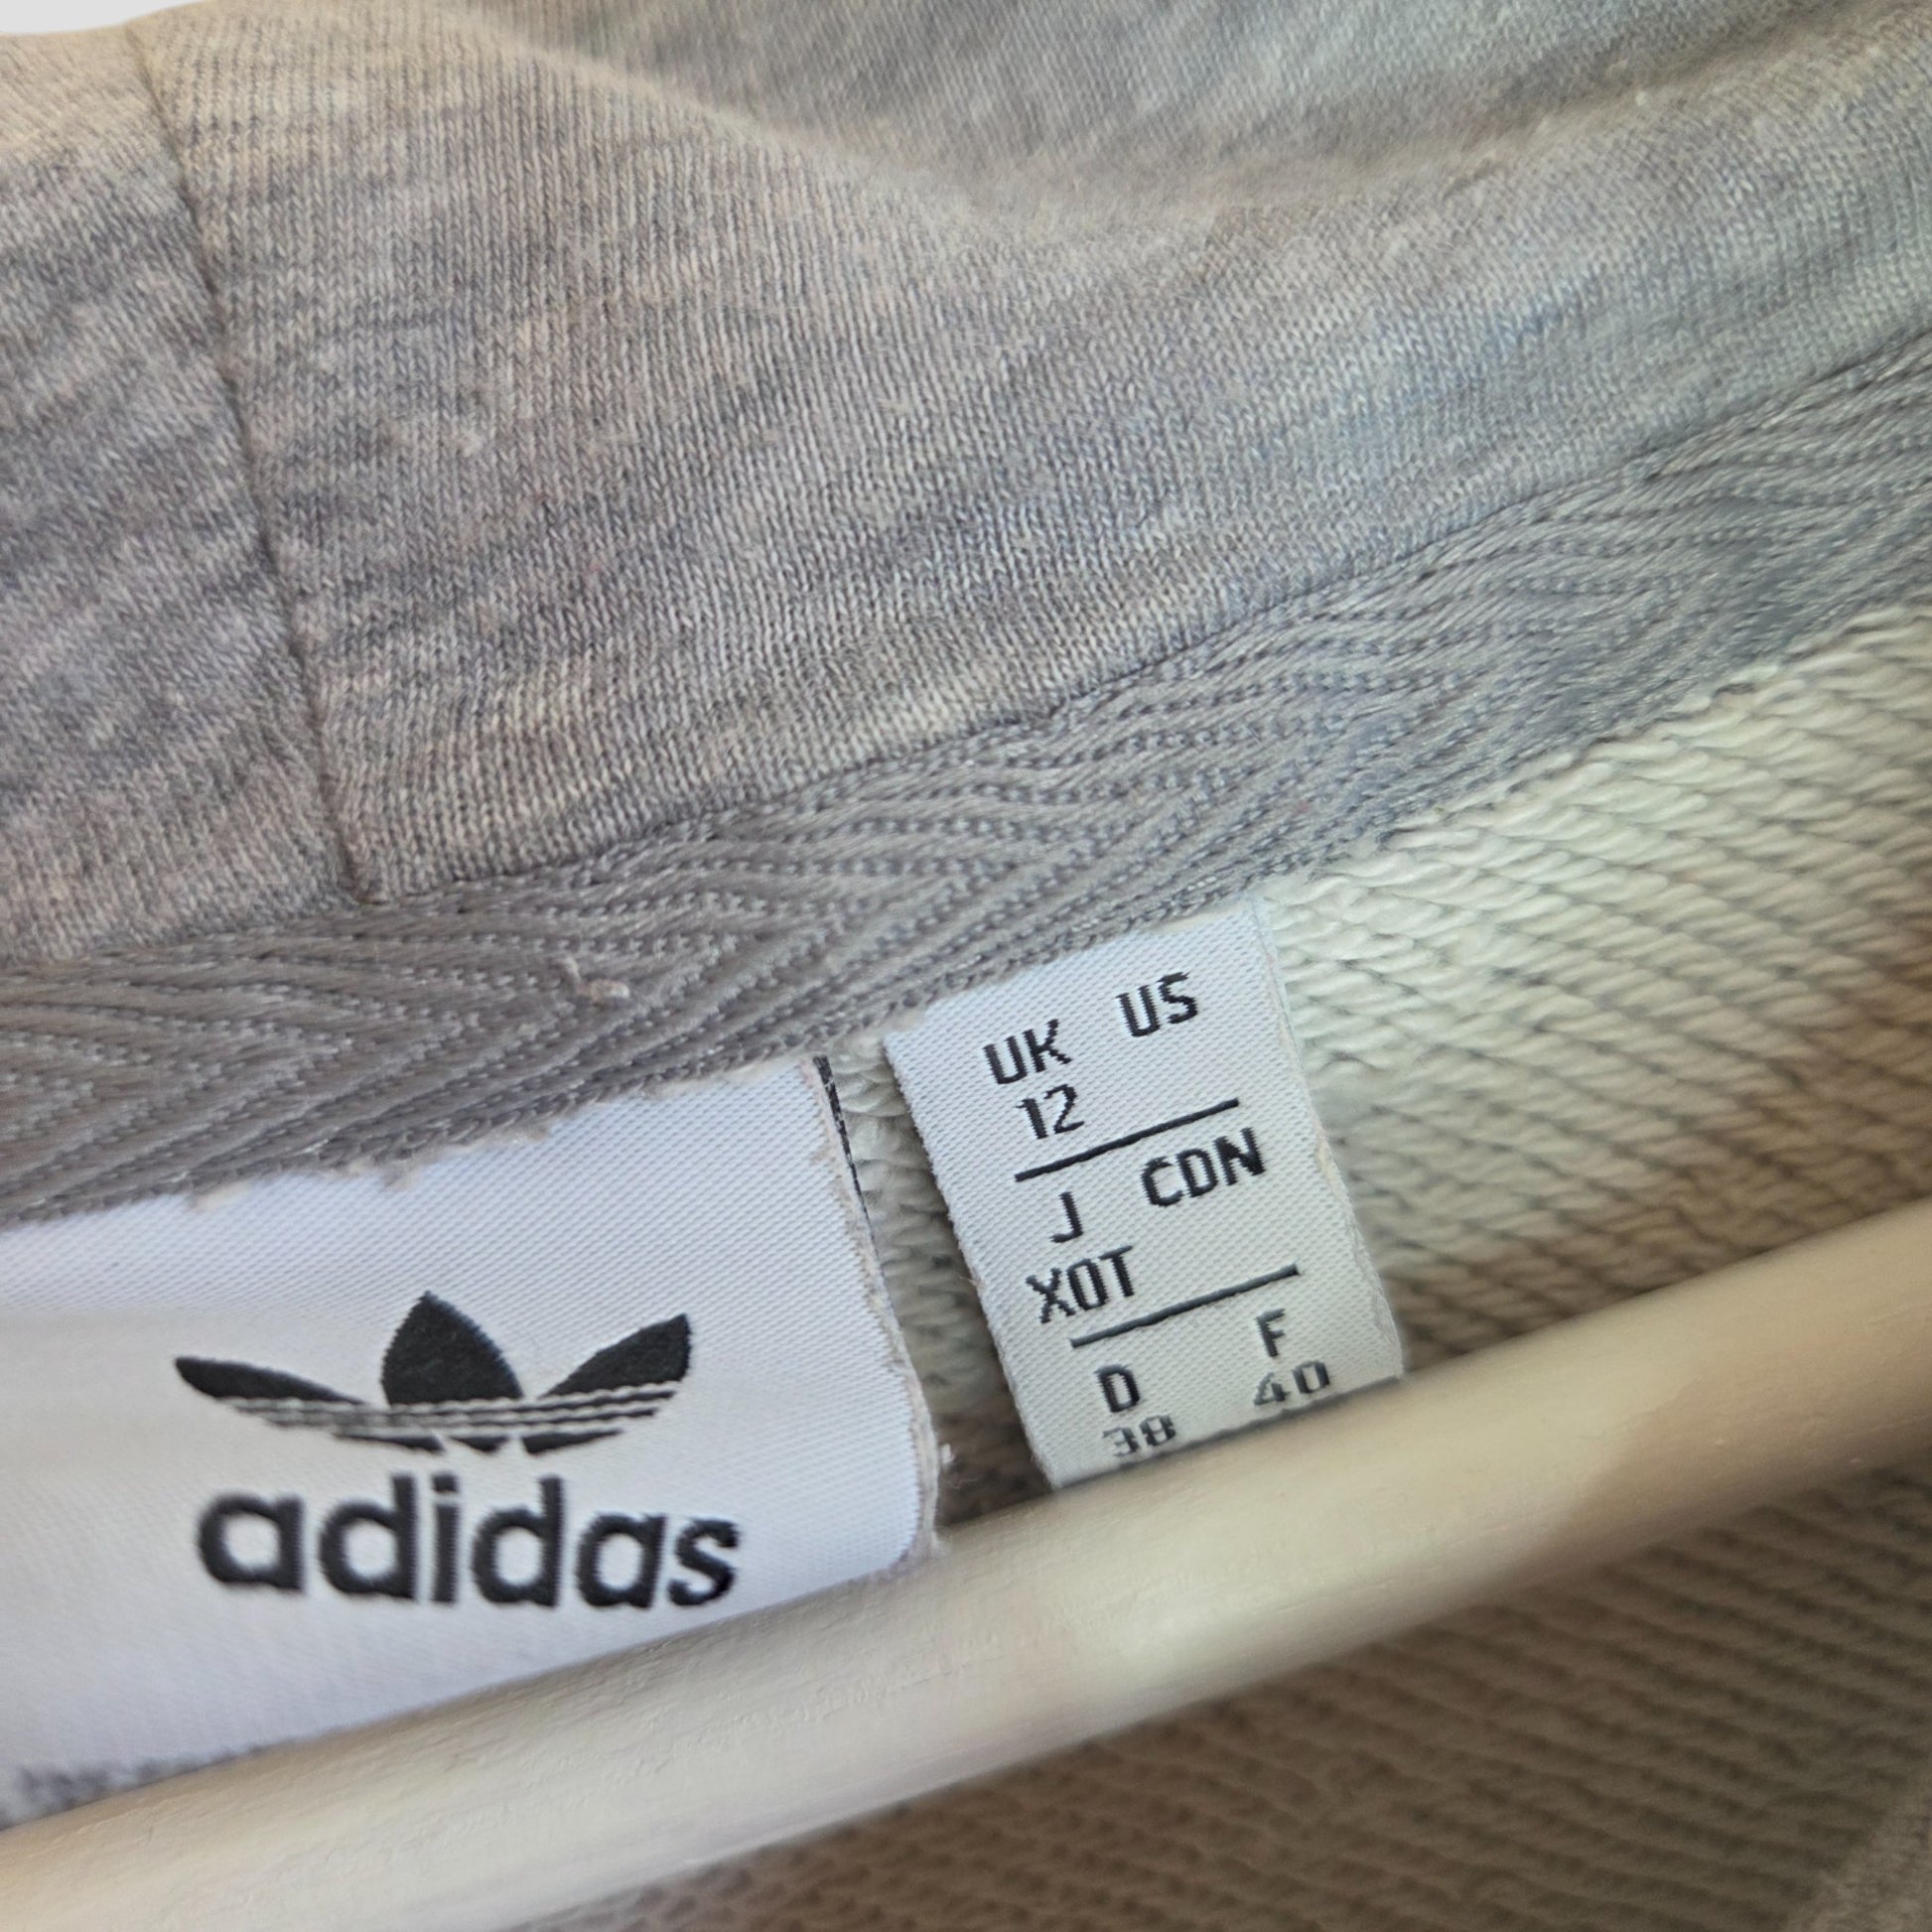 UK US
12
J CDN
XOT
D F
38 40
adidas